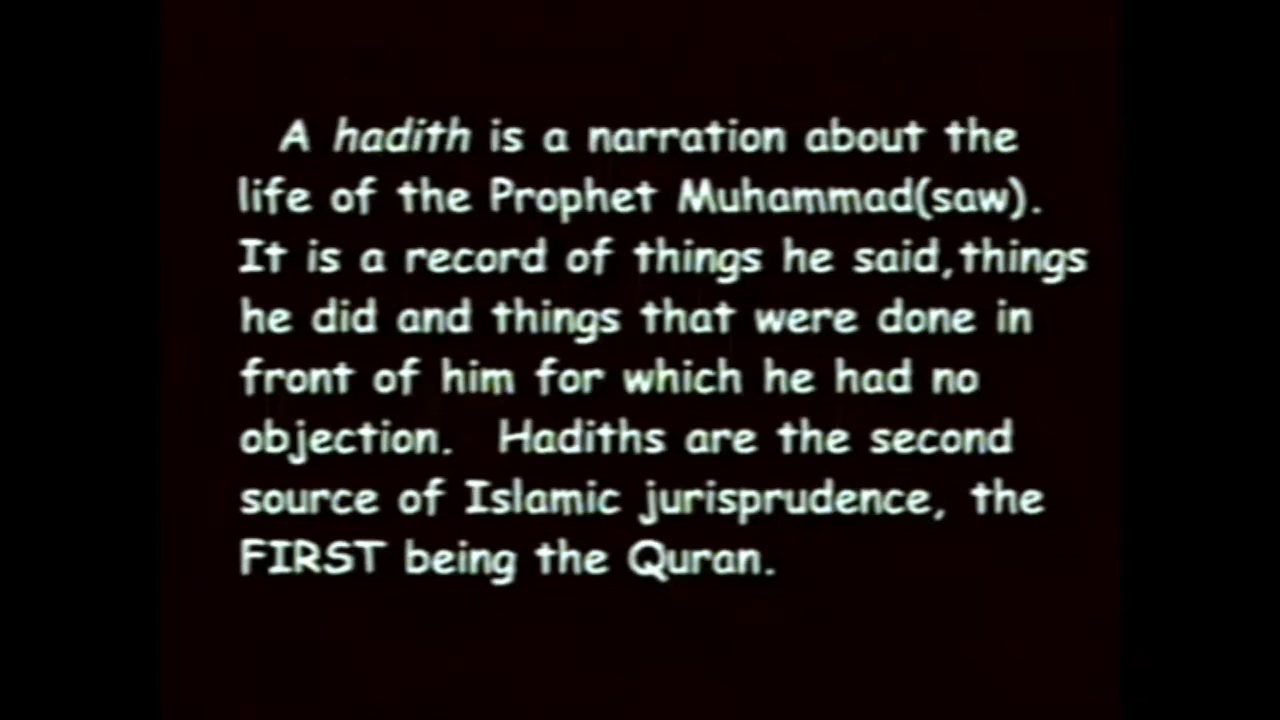 A hadith is a narration about the
life of the Prophet Muhammad(saw).
It is a record of things he said,things
he did and things that were done in
front of him for which he had no
objection.  Hadiths are the second
source of Islamic jurisprudence, the
FIRST being the Quran.